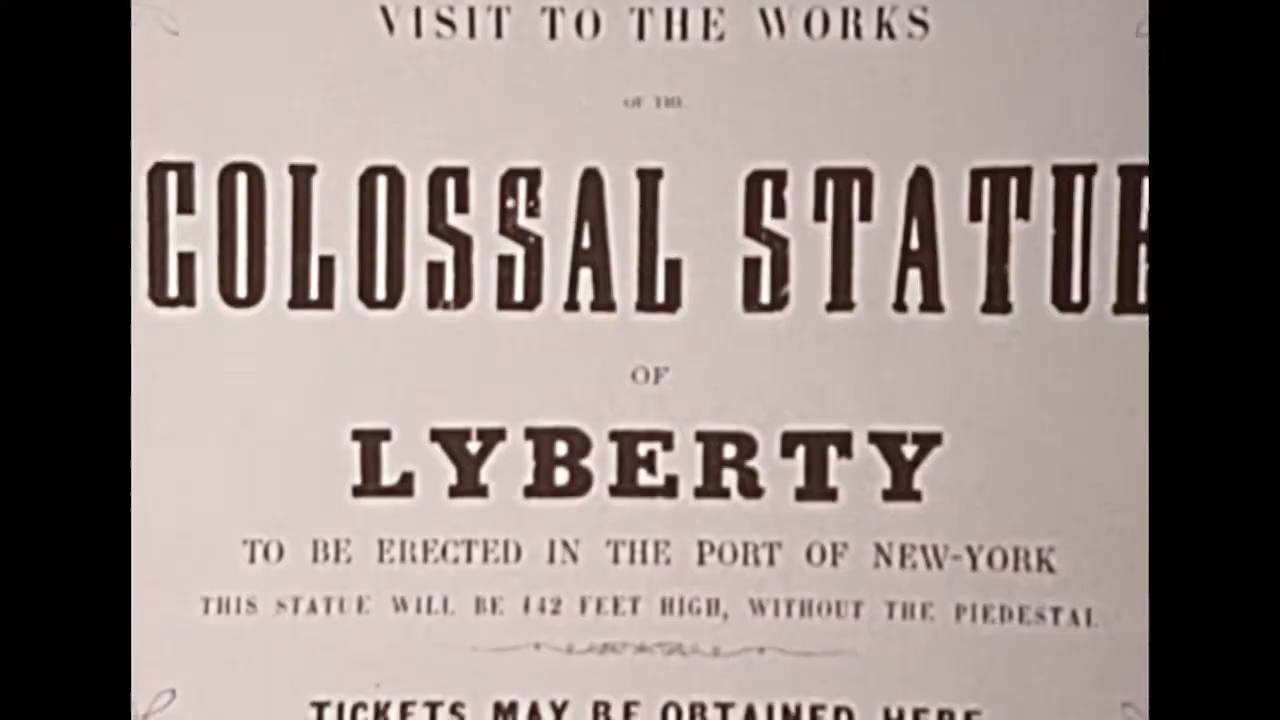 VISIT TO THE WORKS
OF THE
COLOSSAL STATUE
OF
LYBERTY
TO BE ERECTED IN THE PORT OF NEW-YORK
THIS STATUE WILL BE 142 FEET HIGH, WITHOUT THE PIEDESTAL
TICKETS MAY BE OBTAINED HERE